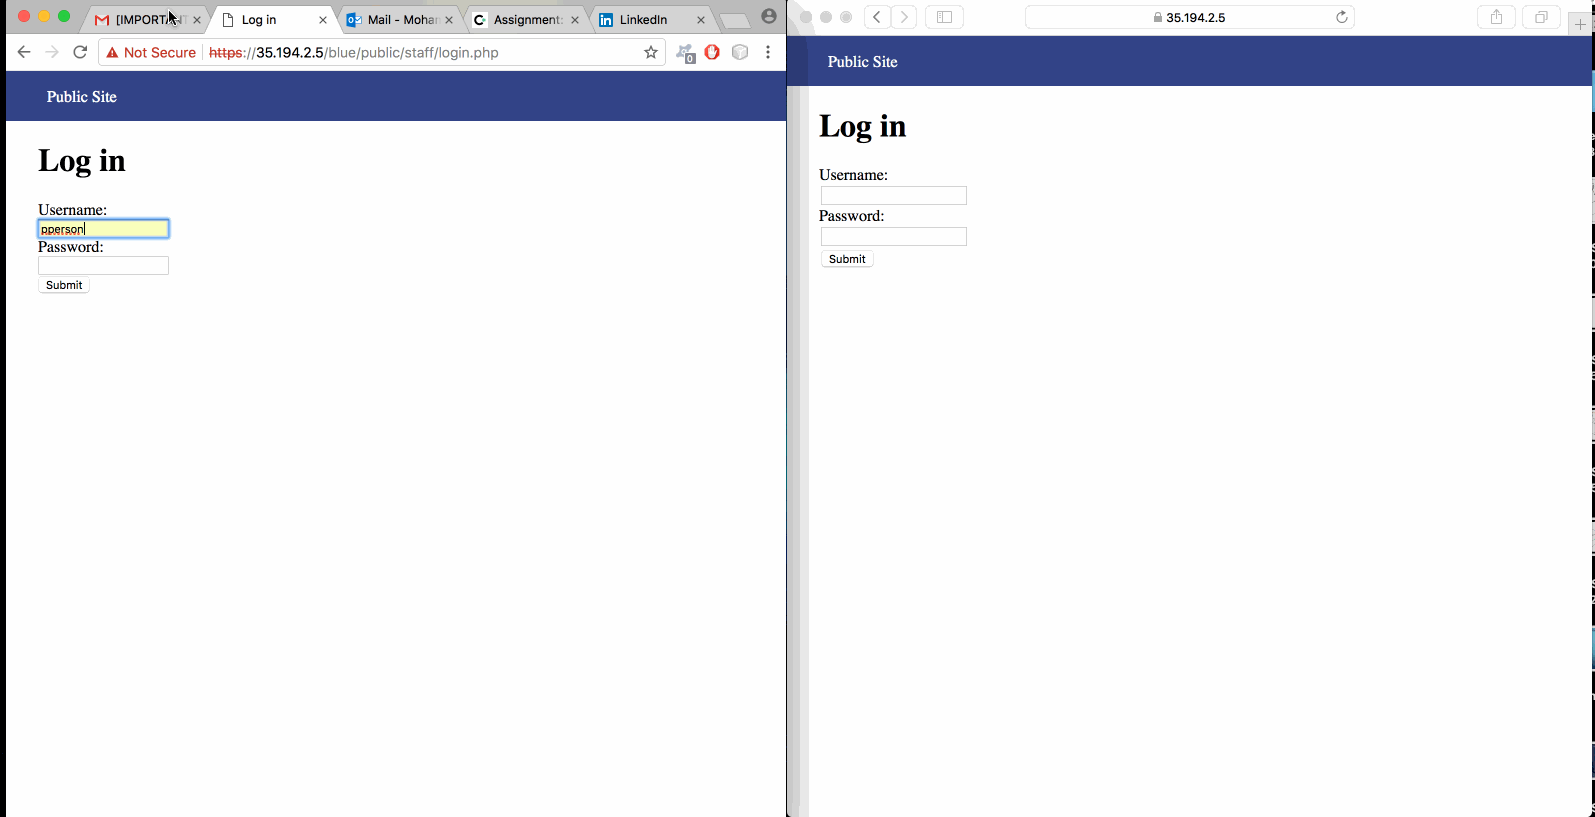 [IMPORTANT
Log in
Mail - Mohan
Assignment:
LinkedIn
Not Secure
https://35.194.2.5/blue/public/staff/login.php
0
Public Site
Log in
Username:
pperson
Password:
Submit
35.194.2.5
Public Site
Log in
Username:
Password:
Submit